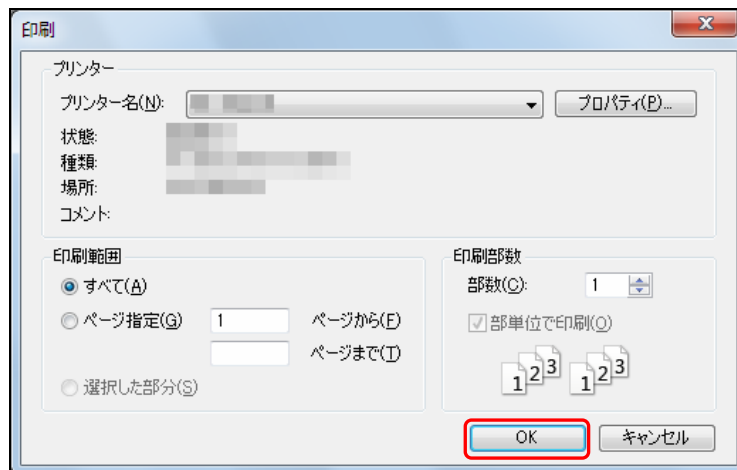 印刷
プリンター
プリンター名(N): プロパティ(P)...
状態:
種類:
場所:
コメント:
印刷範囲
すべて(A)
ページ指定(G) 1 ページから(F)
ページまで(T)
選択した部分(S)
印刷部数
部数(C): 1
部単位で印刷(O)
1 2 3 1 2 3
OK キャンセル